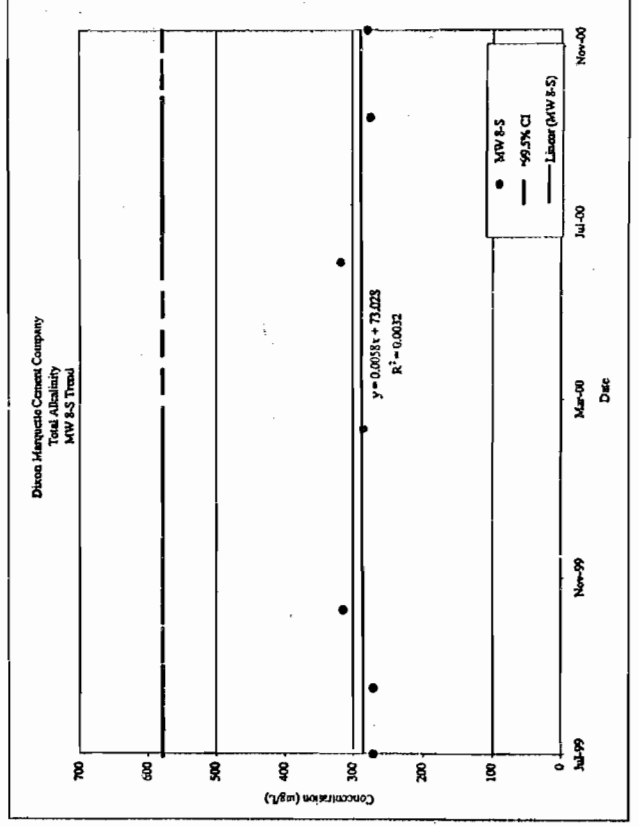 Dixon Marquette Cement Company
Total Alkalinity
MW 8-S Trend
Concentration (mg/L)
700
600
500
400
300
200
100
0
y = 0.0058x + 73.028
R² = 0.0032
MW 8-S
*99.5% CI
Linear (MW 8-S)
Jul-99
Nov-99
Mar-00
Jul-00
Nov-00
Date